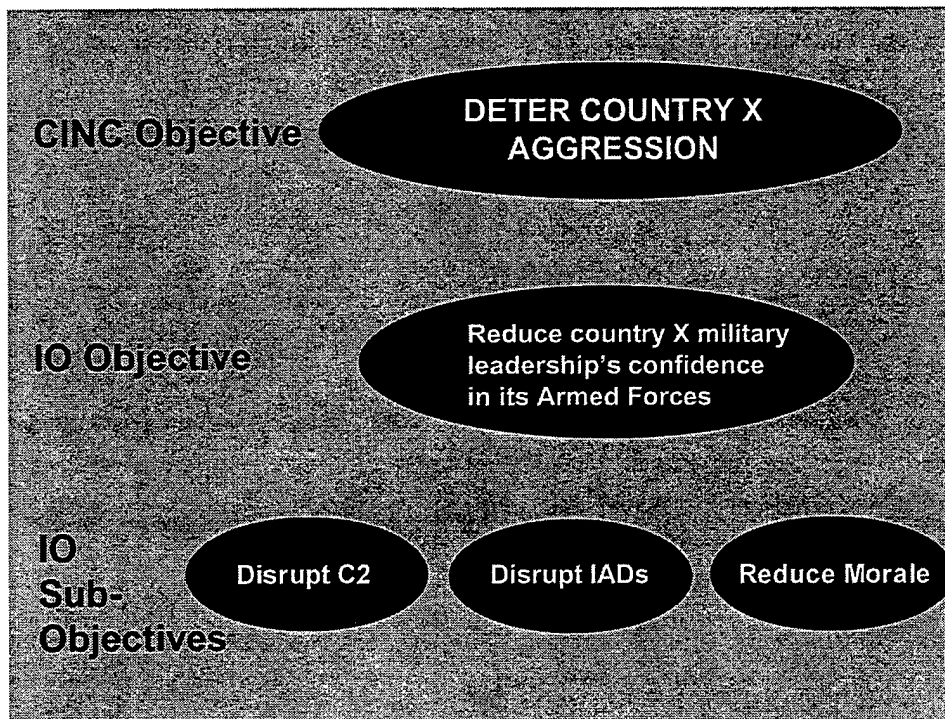 CINC Objective
DETER COUNTRY X
AGGRESSION
IO Objective
Reduce country X military
leadership's confidence
in its Armed Forces
IO
Sub-
Objectives
Disrupt C2
Disrupt IADs
Reduce Morale